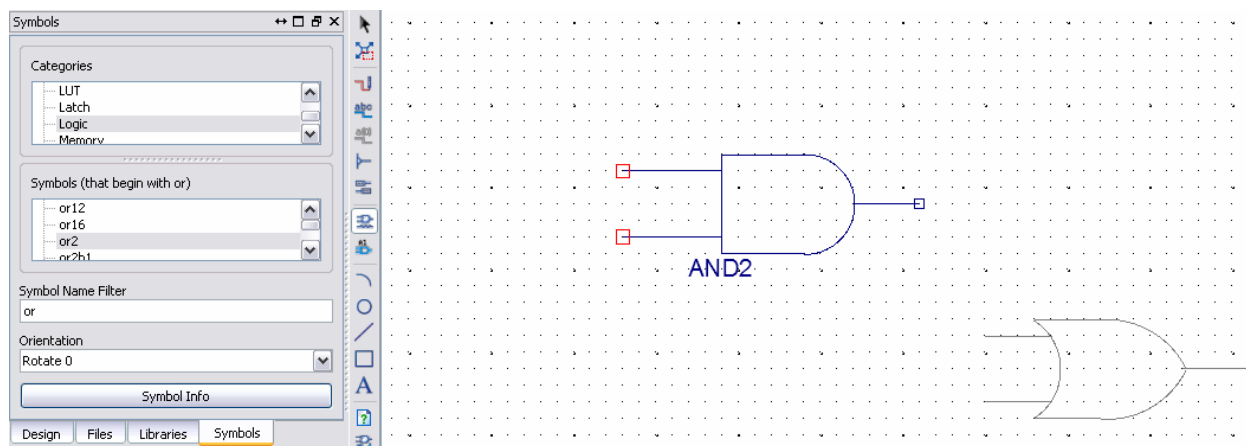 Symbols
Categories
LUT
Latch
Logic
Memory
Symbols (that begin with or)
or12
or16
or2
or2b1
Symbol Name Filter
or
Orientation
Rotate 0
Symbol Info
Design Files Libraries Symbols
abc
A
AND2